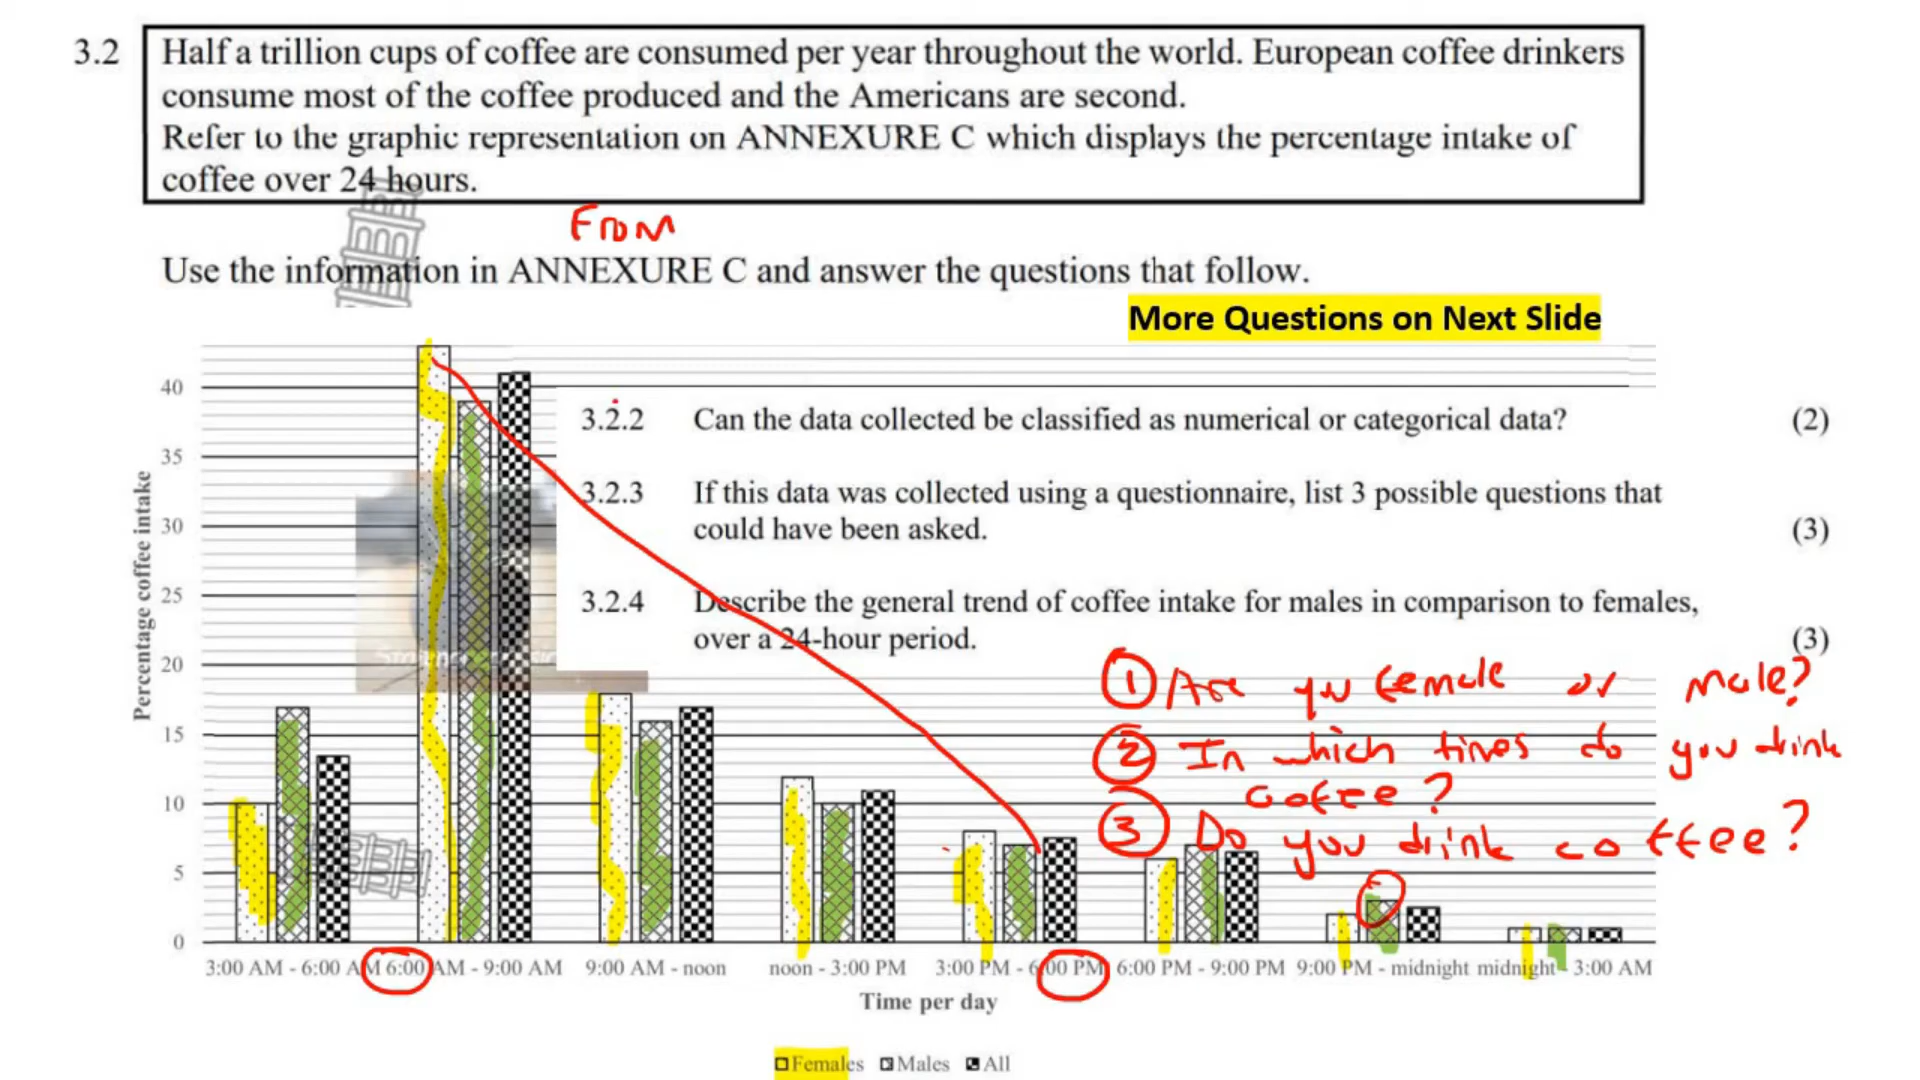 3.2 Half a trillion cups of coffee are consumed per year throughout the world. European coffee drinkers
consume most of the coffee produced and the Americans are second.
Refer to the graphic representation on ANNEXURE C which displays the percentage intake of
coffee over 24 hours.
From
Use the information in ANNEXURE C and answer the questions that follow.
More Questions on Next Slide
3.2.2 Can the data collected be classified as numerical or categorical data? (2)
3.2.3 If this data was collected using a questionnaire, list 3 possible questions that
could have been asked. (3)
3.2.4 Describe the general trend of coffee intake for males in comparison to females,
over a 24-hour period. (3)
① Are you female or male?
② In which times do you drink
coffee?
③ Do you drink coffee?
Percentage coffee intake
40
35
30
25
20
15
10
5
0
3:00 AM - 6:00 AM 6:00 AM - 9:00 AM 9:00 AM - noon noon - 3:00 PM 3:00 PM - 6:00 PM 6:00 PM - 9:00 PM 9:00 PM - midnight midnight - 3:00 AM
Time per day
Females Males All